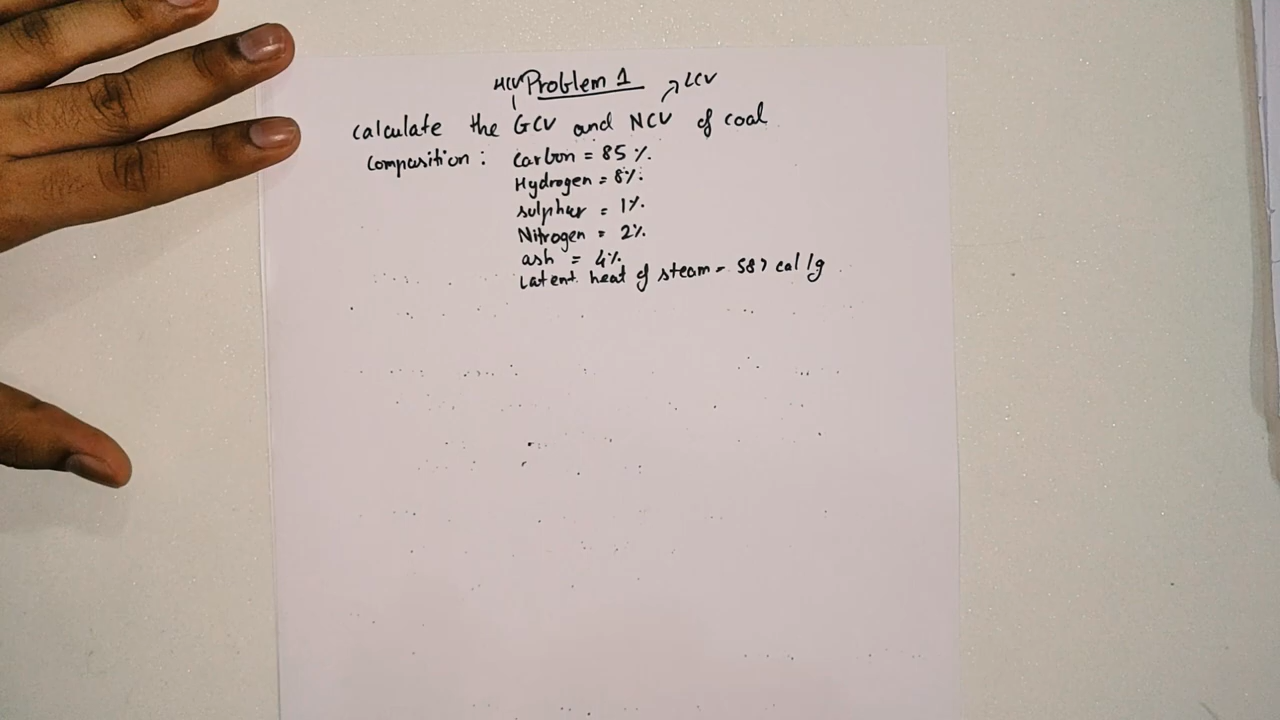 HCV Problem 1 → LCV
calculate the GCV and NCV of coal
Composition : Carbon = 85 %.
Hydrogen = 8%.
sulphur = 1%.
Nitrogen = 2%.
ash = 4%.
Latent heat of steam = 587 cal/g